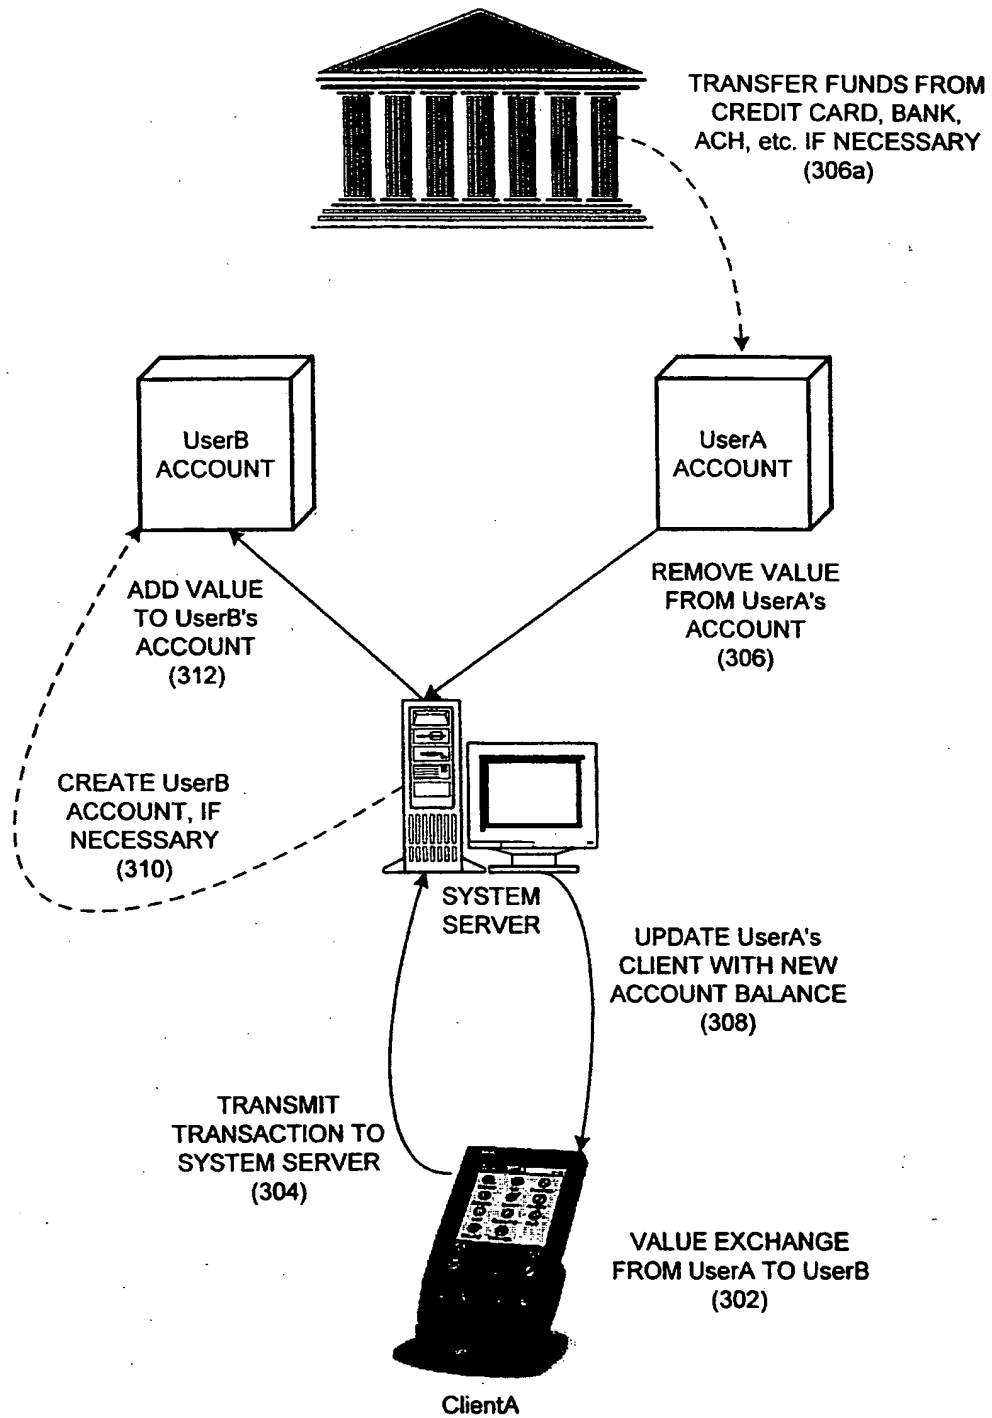 TRANSFER FUNDS FROM
CREDIT CARD, BANK,
ACH, etc. IF NECESSARY
(306a)
UserB
ACCOUNT
UserA
ACCOUNT
ADD VALUE
TO UserB's
ACCOUNT
(312)
REMOVE VALUE
FROM UserA's
ACCOUNT
(306)
CREATE UserB
ACCOUNT, IF
NECESSARY
(310)
SYSTEM
SERVER
UPDATE UserA's
CLIENT WITH NEW
ACCOUNT BALANCE
(308)
TRANSMIT
TRANSACTION TO
SYSTEM SERVER
(304)
VALUE EXCHANGE
FROM UserA TO UserB
(302)
ClientA